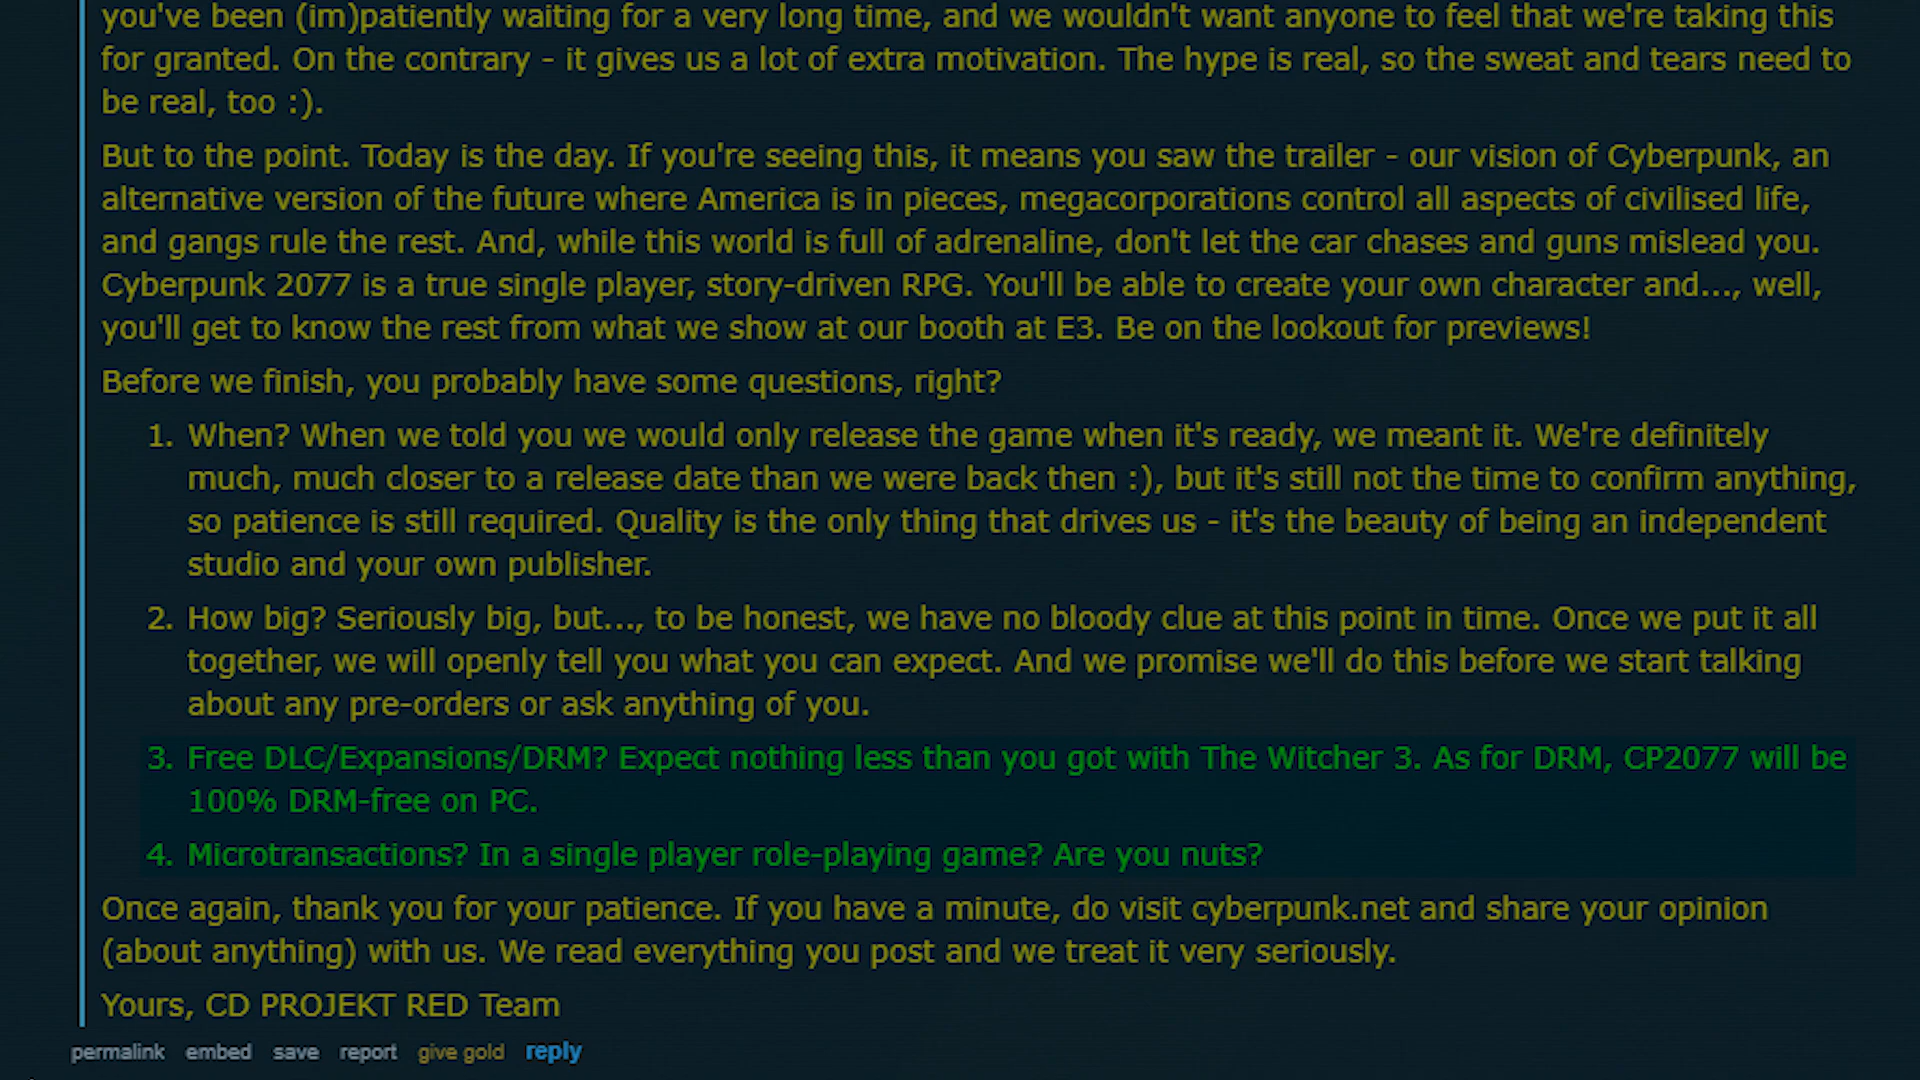 you've been (im)patiently waiting for a very long time, and we wouldn't want anyone to feel that we're taking this
for granted. On the contrary - it gives us a lot of extra motivation. The hype is real, so the sweat and tears need to
be real, too :).
But to the point. Today is the day. If you're seeing this, it means you saw the trailer - our vision of Cyberpunk, an
alternative version of the future where America is in pieces, megacorporations control all aspects of civilised life,
and gangs rule the rest. And, while this world is full of adrenaline, don't let the car chases and guns mislead you.
Cyberpunk 2077 is a true single player, story-driven RPG. You'll be able to create your own character and..., well,
you'll get to know the rest from what we show at our booth at E3. Be on the lookout for previews!
Before we finish, you probably have some questions, right?
1. When? When we told you we would only release the game when it's ready, we meant it. We're definitely
much, much closer to a release date than we were back then :), but it's still not the time to confirm anything,
so patience is still required. Quality is the only thing that drives us - it's the beauty of being an independent
studio and your own publisher.
2. How big? Seriously big, but..., to be honest, we have no bloody clue at this point in time. Once we put it all
together, we will openly tell you what you can expect. And we promise we'll do this before we start talking
about any pre-orders or ask anything of you.
3. Free DLC/Expansions/DRM? Expect nothing less than you got with The Witcher 3. As for DRM, CP2077 will be
100% DRM-free on PC.
4. Microtransactions? In a single player role-playing game? Are you nuts?
Once again, thank you for your patience. If you have a minute, do visit cyberpunk.net and share your opinion
(about anything) with us. We read everything you post and we treat it very seriously.
Yours, CD PROJEKT RED Team
permalink embed save report give gold reply